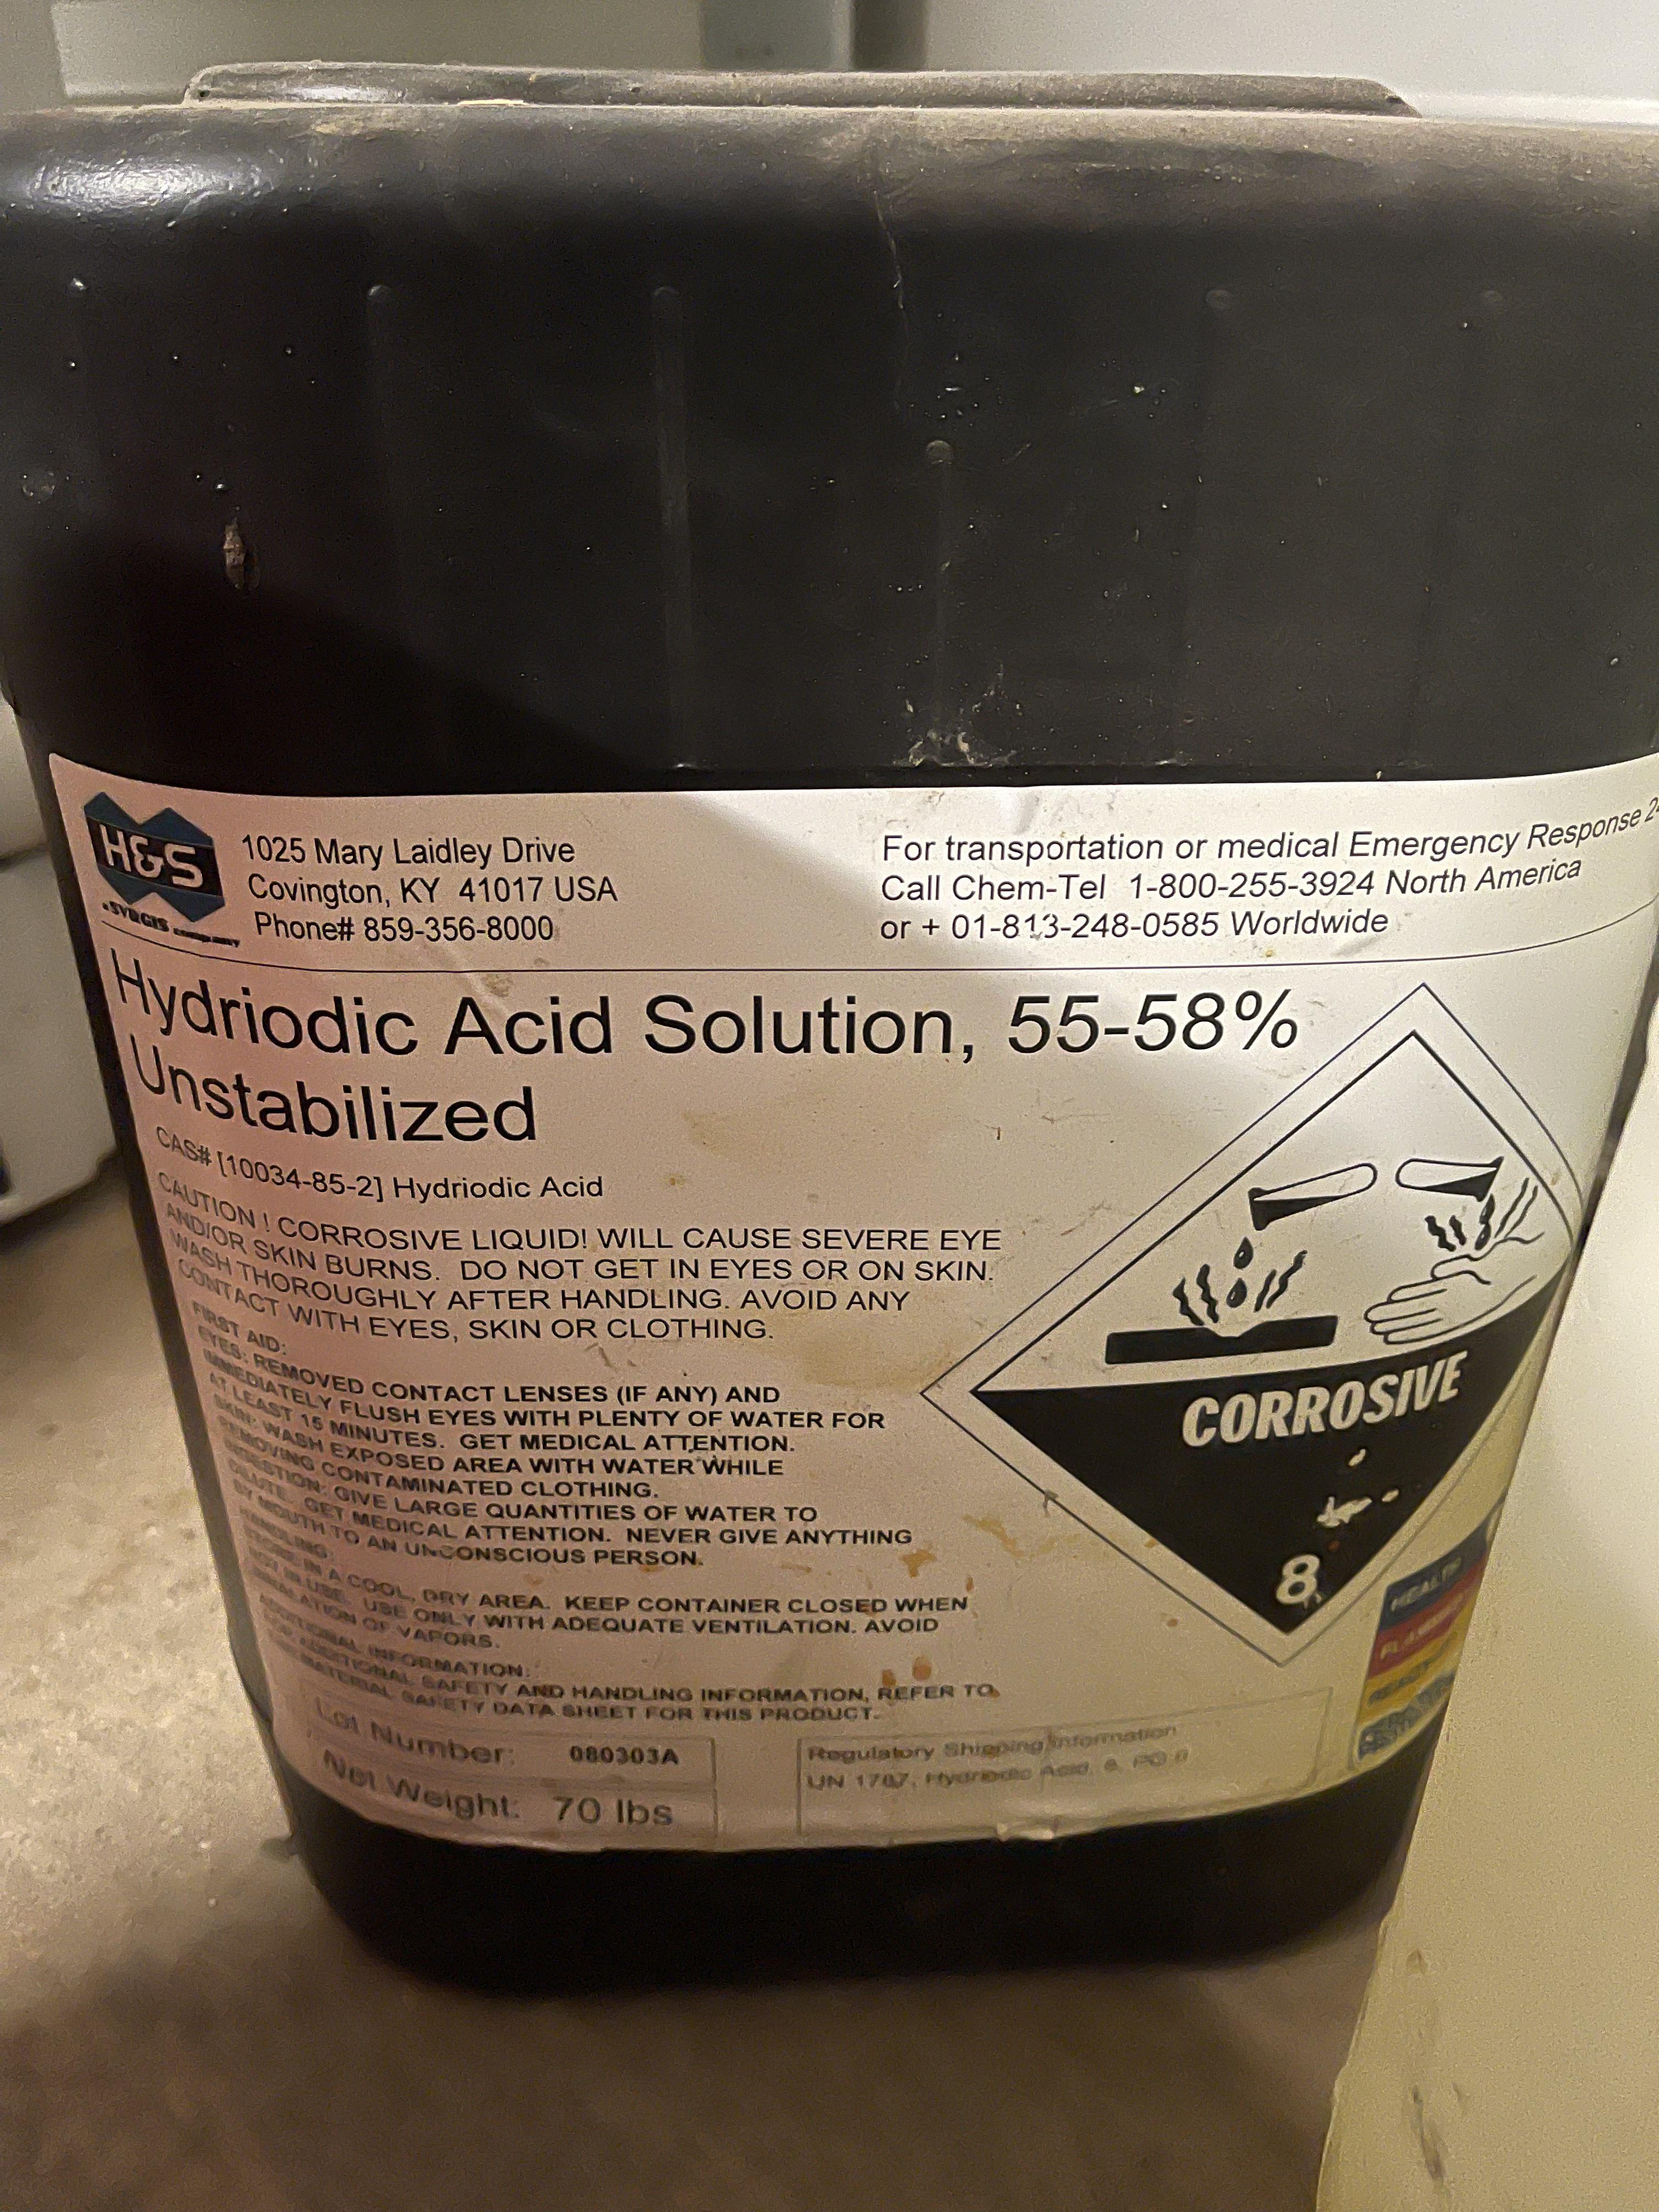 H&S
1025 Mary Laidley Drive
Covington, KY 41017 USA
Phone# 859-356-8000
For transportation or medical Emergency Response
Call Chem-Tel 1-800-255-3924 North America
or + 01-813-248-0585 Worldwide
Hydriodic Acid Solution, 55-58%
Unstabilized
CAS# [10034-85-2] Hydriodic Acid
CAUTION ! CORROSIVE LIQUID! WILL CAUSE SEVERE EYE
AND/OR SKIN BURNS. DO NOT GET IN EYES OR ON SKIN.
WASH THOROUGHLY AFTER HANDLING. AVOID ANY
CONTACT WITH EYES, SKIN OR CLOTHING.
FIRST AID:
EYES: REMOVED CONTACT LENSES (IF ANY) AND
IMMEDIATELY FLUSH EYES WITH PLENTY OF WATER FOR
AT LEAST 15 MINUTES. GET MEDICAL ATTENTION.
SKIN: WASH EXPOSED AREA WITH WATER WHILE
REMOVING CONTAMINATED CLOTHING.
INGESTION: GIVE LARGE QUANTITIES OF WATER TO
DILUTE. GET MEDICAL ATTENTION. NEVER GIVE ANYTHING
BY MOUTH TO AN UNCONSCIOUS PERSON.
HANDLING:
STORE IN A COOL, DRY AREA. KEEP CONTAINER CLOSED WHEN
NOT IN USE. USE ONLY WITH ADEQUATE VENTILATION. AVOID
INHALATION OF VAPORS.
ADDITIONAL INFORMATION:
FOR ADDITIONAL SAFETY AND HANDLING INFORMATION, REFER TO
THE MATERIAL SAFETY DATA SHEET FOR THIS PRODUCT.
CORROSIVE
8
HEALTH
Lot Number: 080303A
Net Weight: 70 lbs
Regulatory Shipping Information
UN 1787, Hydriodic Acid, 8, PG